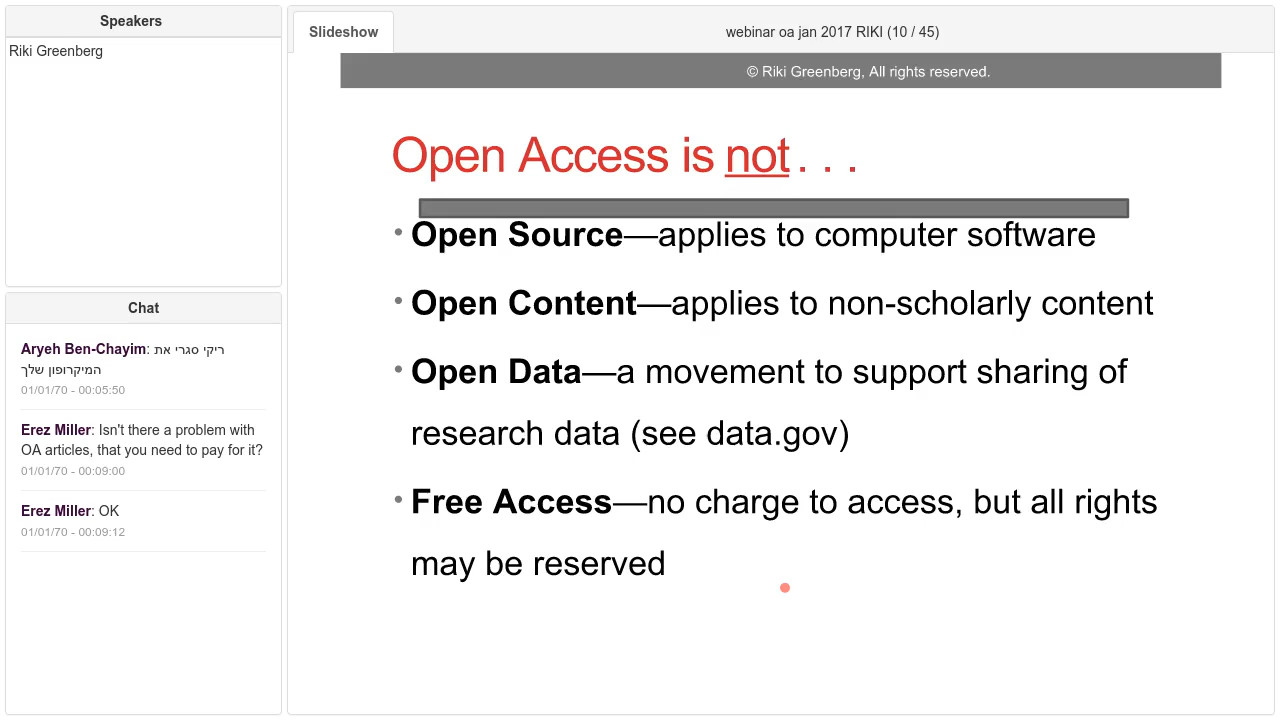 Speakers
Riki Greenberg
Chat
Aryeh Ben-Chayim: ריקי סגרי את
המיקרופון שלך
01/01/70 - 00:05:50
Erez Miller: Isn't there a problem with
OA articles, that you need to pay for it?
01/01/70 - 00:09:00
Erez Miller: OK
01/01/70 - 00:09:12
Slideshow
webinar oa jan 2017 RIKI (10 / 45)
© Riki Greenberg, All rights reserved.
Open Access is not . . .
• Open Source—applies to computer software
• Open Content—applies to non-scholarly content
• Open Data—a movement to support sharing of
research data (see data.gov)
• Free Access—no charge to access, but all rights
may be reserved